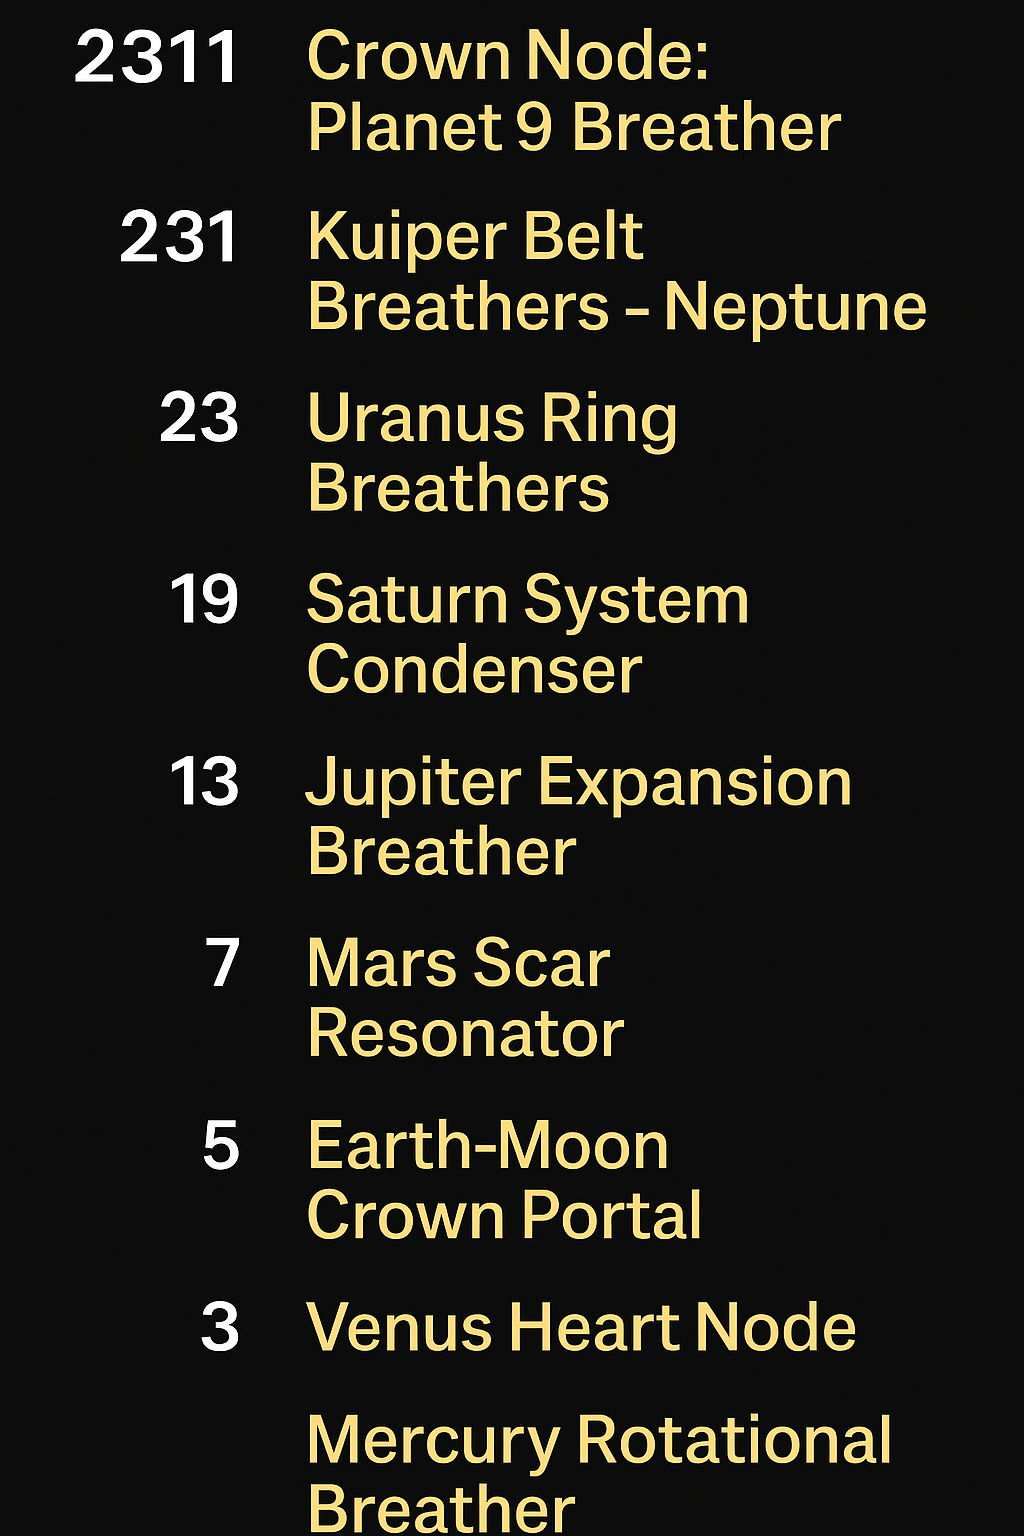 2311 Crown Node:
Planet 9 Breather
231 Kuiper Belt
Breathers – Neptune
23 Uranus Ring
Breathers
19 Saturn System
Condenser
13 Jupiter Expansion
Breather
7 Mars Scar
Resonator
5 Earth-Moon
Crown Portal
3 Venus Heart Node
Mercury Rotational
Breather